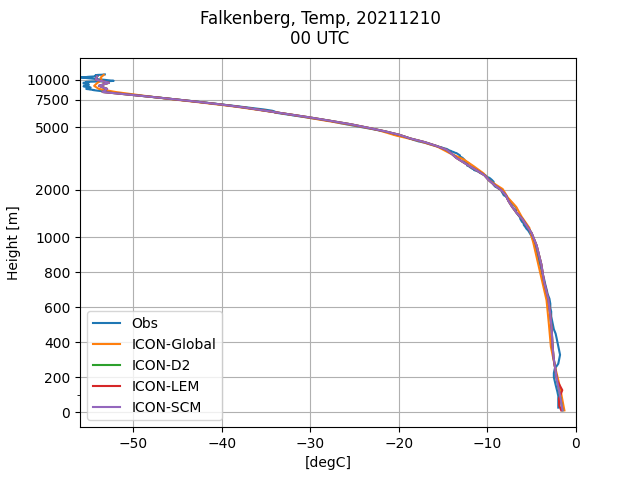 Falkenberg, Temp, 20211210
00 UTC
Height [m]
10000
7500
5000
2000
1000
800
600
400
200
0
Obs
ICON-Global
ICON-D2
ICON-LEM
ICON-SCM
−50
−40
−30
−20
−10
0
[degC]